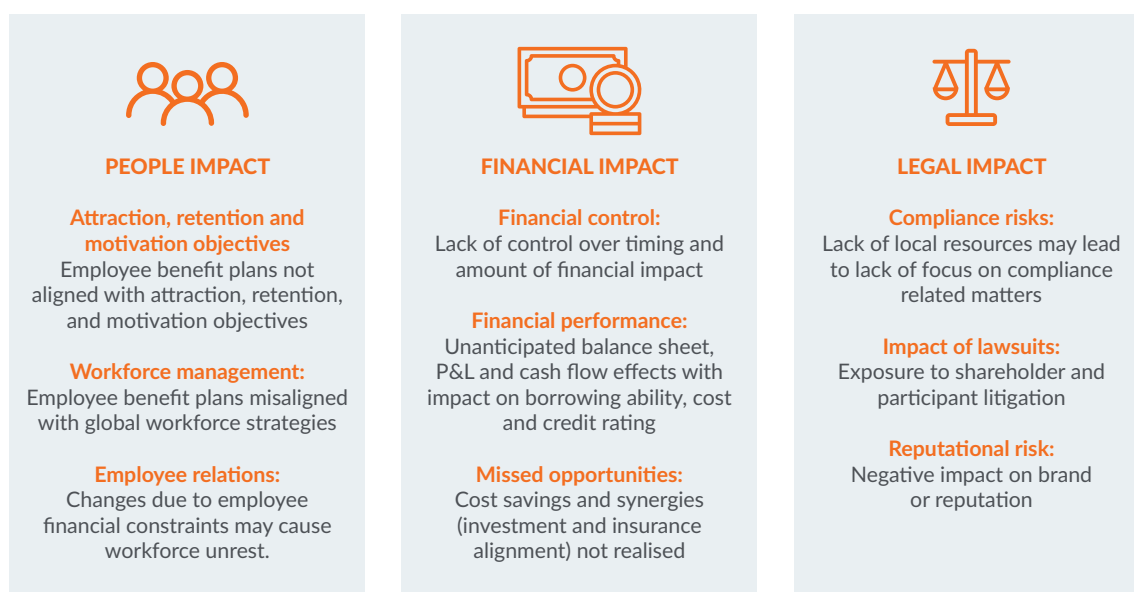 PEOPLE IMPACT
Attraction, retention and
motivation objectives
Employee benefit plans not
aligned with attraction, retention,
and motivation objectives
Workforce management:
Employee benefit plans misaligned
with global workforce strategies
Employee relations:
Changes due to employee
financial constraints may cause
workforce unrest.
FINANCIAL IMPACT
Financial control:
Lack of control over timing and
amount of financial impact
Financial performance:
Unanticipated balance sheet,
P&L and cash flow effects with
impact on borrowing ability, cost
and credit rating
Missed opportunities:
Cost savings and synergies
(investment and insurance
alignment) not realised
LEGAL IMPACT
Compliance risks:
Lack of local resources may lead
to lack of focus on compliance
related matters
Impact of lawsuits:
Exposure to shareholder and
participant litigation
Reputational risk:
Negative impact on brand
or reputation